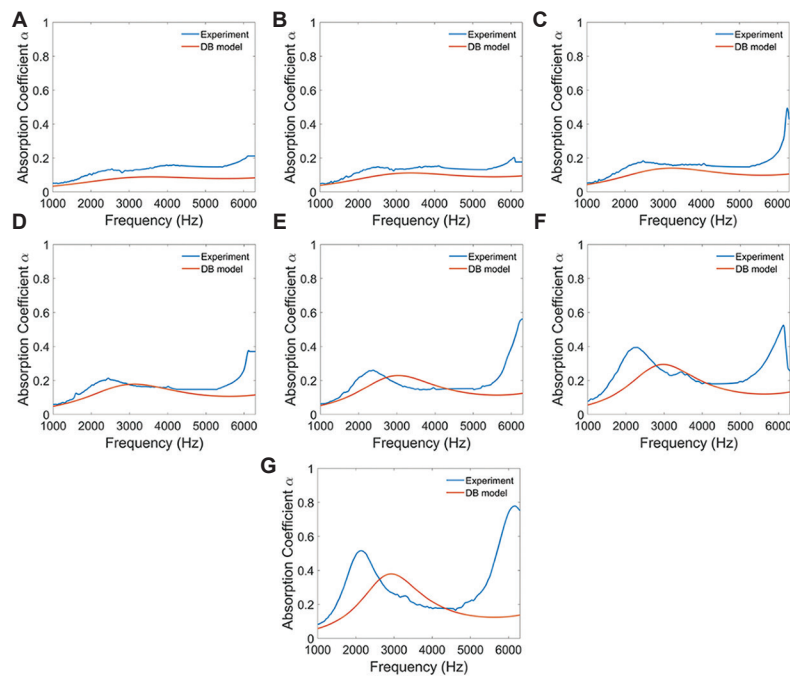 A
Absorption Coefficient α
1
0.8
0.6
0.4
0.2
0
1000 2000 3000 4000 5000 6000
Frequency (Hz)
Experiment
DB model
B
Absorption Coefficient α
1
0.8
0.6
0.4
0.2
0
1000 2000 3000 4000 5000 6000
Frequency (Hz)
Experiment
DB model
C
Absorption Coefficient α
1
0.8
0.6
0.4
0.2
0
1000 2000 3000 4000 5000 6000
Frequency (Hz)
Experiment
DB model
D
Absorption Coefficient α
1
0.8
0.6
0.4
0.2
0
1000 2000 3000 4000 5000 6000
Frequency (Hz)
Experiment
DB model
E
Absorption Coefficient α
1
0.8
0.6
0.4
0.2
0
1000 2000 3000 4000 5000 6000
Frequency (Hz)
Experiment
DB model
F
Absorption Coefficient α
1
0.8
0.6
0.4
0.2
0
1000 2000 3000 4000 5000 6000
Frequency (Hz)
Experiment
DB model
G
Absorption Coefficient α
1
0.8
0.6
0.4
0.2
0
1000 2000 3000 4000 5000 6000
Frequency (Hz)
Experiment
DB model